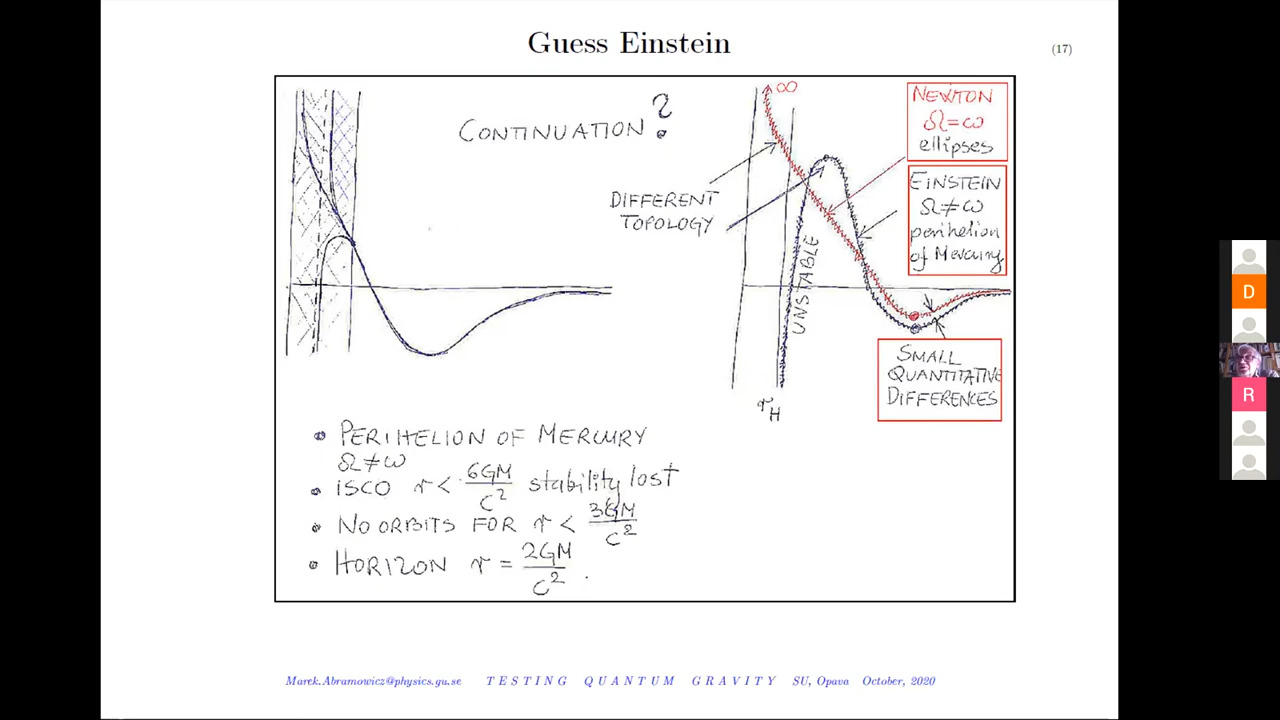 Guess Einstein
(17)
CONTINUATION ?
∞
NEWTON
Ω=ω
ellipses
DIFFERENT
TOPOLOGY
EINSTEIN
Ω≠ω
perihelion
of Mercury
UNSTABLE
SMALL
QUANTITATIVE
DIFFERENCES
r_H
• PERIHELION OF MERCURY
Ω≠ω
• ISCO r < 6GM/c² stability lost
• NO ORBITS FOR r < 3GM/c²
• HORIZON r = 2GM/c²
Marek.Abramowicz@physics.gu.se TESTING QUANTUM GRAVITY SU, Opava October, 2020
D
R